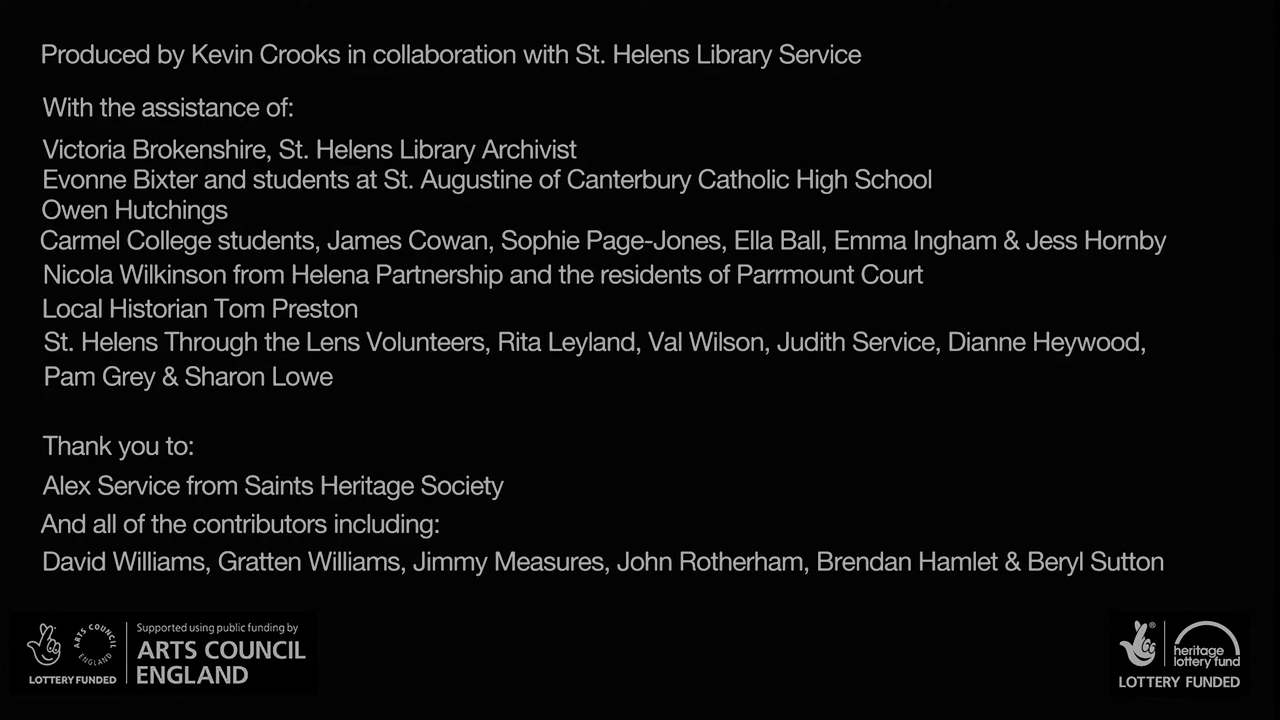 Produced by Kevin Crooks in collaboration with St. Helens Library Service
With the assistance of:
Victoria Brokenshire, St. Helens Library Archivist
Evonne Bixter and students at St. Augustine of Canterbury Catholic High School
Owen Hutchings
Carmel College students, James Cowan, Sophie Page-Jones, Ella Ball, Emma Ingham & Jess Hornby
Nicola Wilkinson from Helena Partnership and the residents of Parrmount Court
Local Historian Tom Preston
St. Helens Through the Lens Volunteers, Rita Leyland, Val Wilson, Judith Service, Dianne Heywood,
Pam Grey & Sharon Lowe
Thank you to:
Alex Service from Saints Heritage Society
And all of the contributors including:
David Williams, Gratten Williams, Jimmy Measures, John Rotherham, Brendan Hamlet & Beryl Sutton
ARTS COUNCIL ENGLAND
LOTTERY FUNDED
Supported using public funding by
ARTS COUNCIL
ENGLAND
®
heritage
lottery fund
LOTTERY FUNDED